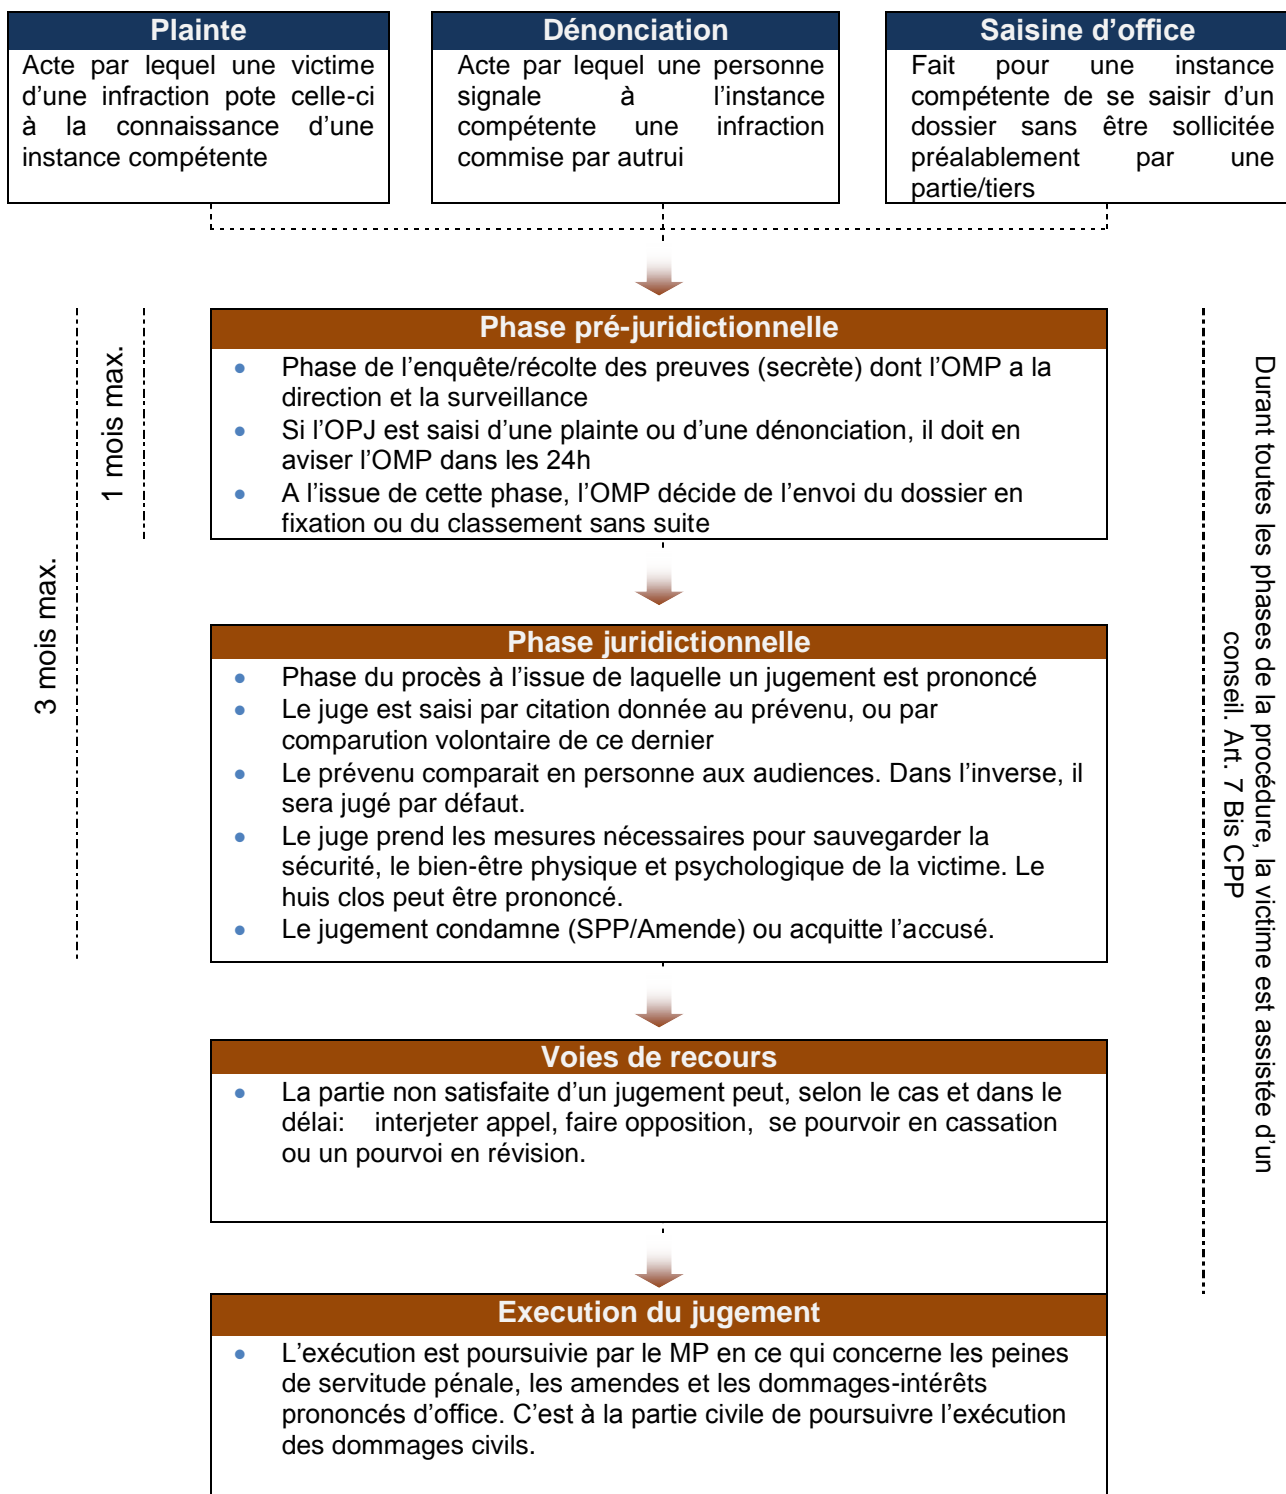 Plainte
Acte par lequel une victime
d’une infraction pote celle-ci
à la connaissance d’une
instance compétente
Dénonciation
Acte par lequel une personne
signale à l’instance
compétente une infraction
commise par autrui
Saisine d’office
Fait pour une instance
compétente de se saisir d’un
dossier sans être sollicitée
préalablement par une
partie/tiers
3 mois max.
1 mois max.
Phase pré-juridictionnelle
• Phase de l’enquête/récolte des preuves (secrète) dont l’OMP a la
direction et la surveillance
• Si l’OPJ est saisi d’une plainte ou d’une dénonciation, il doit en
aviser l’OMP dans les 24h
• A l’issue de cette phase, l’OMP décide de l’envoi du dossier en
fixation ou du classement sans suite
Phase juridictionnelle
• Phase du procès à l’issue de laquelle un jugement est prononcé
• Le juge est saisi par citation donnée au prévenu, ou par
comparution volontaire de ce dernier
• Le prévenu comparait en personne aux audiences. Dans l’inverse, il
sera jugé par défaut.
• Le juge prend les mesures nécessaires pour sauvegarder la
sécurité, le bien-être physique et psychologique de la victime. Le
huis clos peut être prononcé.
• Le jugement condamne (SPP/Amende) ou acquitte l’accusé.
Voies de recours
• La partie non satisfaite d’un jugement peut, selon le cas et dans le
délai: interjeter appel, faire opposition, se pourvoir en cassation
ou un pourvoi en révision.
Execution du jugement
• L’exécution est poursuivie par le MP en ce qui concerne les peines
de servitude pénale, les amendes et les dommages-intérêts
prononcés d’office. C’est à la partie civile de poursuivre l’exécution
des dommages civils.
Durant toutes les phases de la procédure, la victime est assistée d’un
conseil. Art. 7 Bis CPP